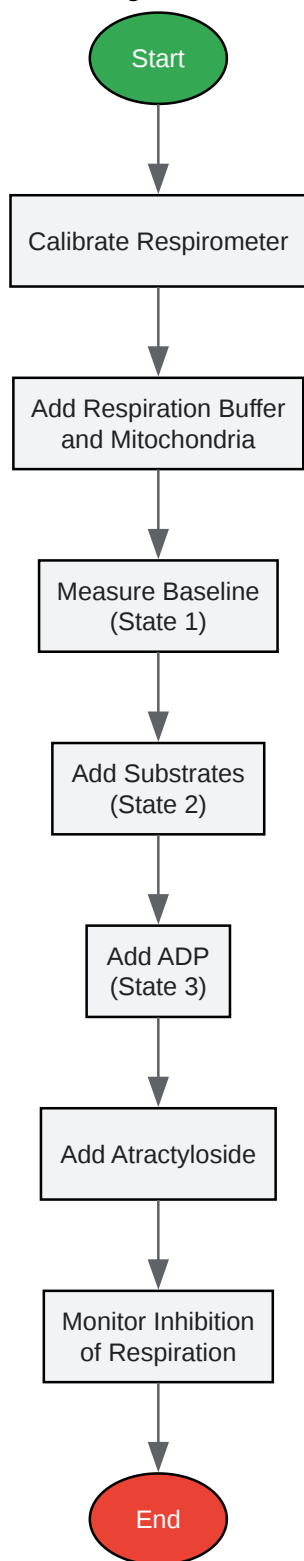 Start
Calibrate Respirometer
Add Respiration Buffer
and Mitochondria
Measure Baseline
(State 1)
Add Substrates
(State 2)
Add ADP
(State 3)
Add Atractyloside
Monitor Inhibition
of Respiration
End